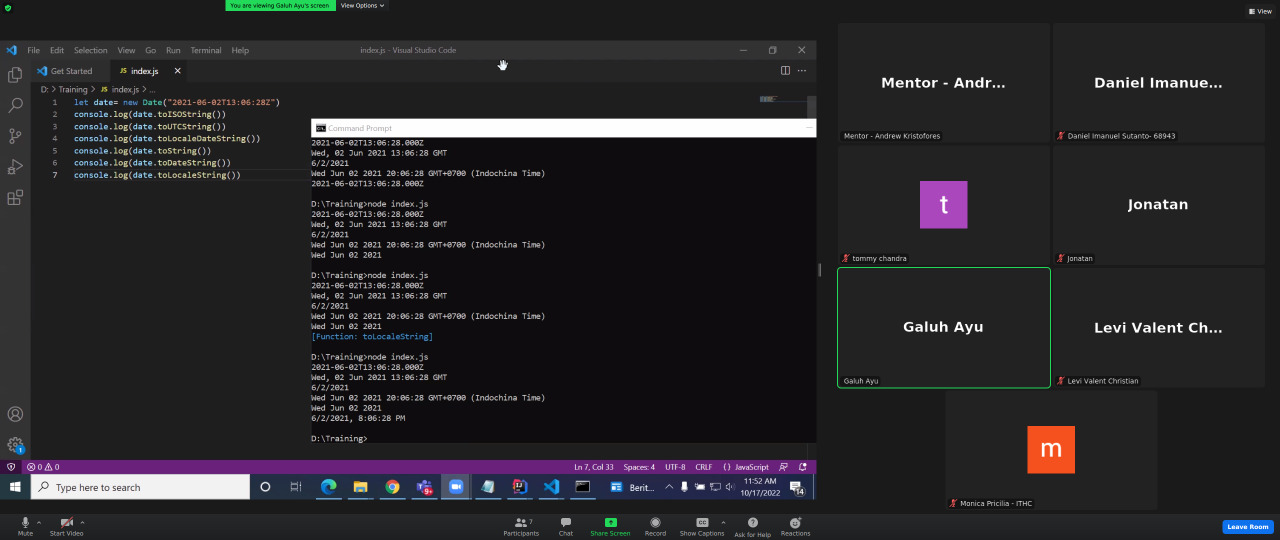 You are viewing Galuh Ayu's screen
View Options
View
File Edit Selection View Go Run Terminal Help
index.js - Visual Studio Code
Get Started
JS index.js
D: > Training > JS index.js > ...
1 let date= new Date("2021-06-02T13:06:28Z")
2 console.log(date.toISOString())
3 console.log(date.toUTCString())
4 console.log(date.toLocaleDateString())
5 console.log(date.toString())
6 console.log(date.toDateString())
7 console.log(date.toLocaleString())
Command Prompt
2021-06-02T13:06:28.000Z
Wed, 02 Jun 2021 13:06:28 GMT
6/2/2021
Wed Jun 02 2021 20:06:28 GMT+0700 (Indochina Time)
2021-06-02T13:06:28.000Z
D:\Training>node index.js
2021-06-02T13:06:28.000Z
Wed, 02 Jun 2021 13:06:28 GMT
6/2/2021
Wed Jun 02 2021 20:06:28 GMT+0700 (Indochina Time)
Wed Jun 02 2021
D:\Training>node index.js
2021-06-02T13:06:28.000Z
Wed, 02 Jun 2021 13:06:28 GMT
6/2/2021
Wed Jun 02 2021 20:06:28 GMT+0700 (Indochina Time)
Wed Jun 02 2021
[Function: toLocaleString]
D:\Training>node index.js
2021-06-02T13:06:28.000Z
Wed, 02 Jun 2021 13:06:28 GMT
6/2/2021
Wed Jun 02 2021 20:06:28 GMT+0700 (Indochina Time)
Wed Jun 02 2021
6/2/2021, 8:06:28 PM
D:\Training>
1
0 0
Ln 7, Col 33 Spaces: 4 UTF-8 CRLF {} JavaScript
Type here to search
9+
Berit...
11:52 AM
10/17/2022
14
Mentor - Andr...
Mentor - Andrew Kristofores
Daniel Imanue...
Daniel Imanuel Sutanto- 68943
t
tommy chandra
Jonatan
Jonatan
Galuh Ayu
Galuh Ayu
Levi Valent Ch...
Levi Valent Christian
m
Monica Pricilia - ITHC
Mute
Start Video
7
Participants
Chat
Share Screen
Record
CC
Show Captions
Ask for Help
Reactions
Leave Room